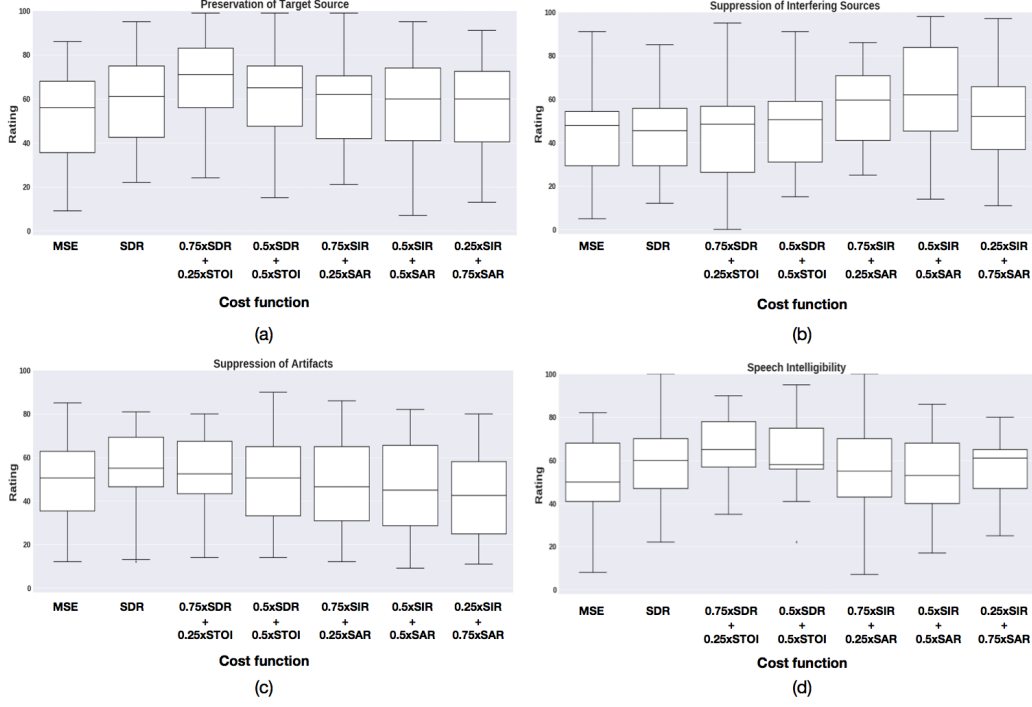 Preservation of Target Source
100
80
60
40
20
0
Rating
MSE SDR 0.75xSDR 0.5xSDR 0.75xSIR 0.5xSIR 0.25xSIR
+ + + + +
0.25xSTOI 0.5xSTOI 0.25xSAR 0.5xSAR 0.75xSAR
Cost function
(a)
Suppression of Interfering Sources
100
80
60
40
20
0
Rating
MSE SDR 0.75xSDR 0.5xSDR 0.75xSIR 0.5xSIR 0.25xSIR
+ + + + +
0.25xSTOI 0.5xSTOI 0.25xSAR 0.5xSAR 0.75xSAR
Cost function
(b)
Suppression of Artifacts
100
80
60
40
20
0
Rating
MSE SDR 0.75xSDR 0.5xSDR 0.75xSIR 0.5xSIR 0.25xSIR
+ + + + +
0.25xSTOI 0.5xSTOI 0.25xSAR 0.5xSAR 0.75xSAR
Cost function
(c)
Speech Intelligibility
100
80
60
40
20
0
Rating
MSE SDR 0.75xSDR 0.5xSDR 0.75xSIR 0.5xSIR 0.25xSIR
+ + + + +
0.25xSTOI 0.5xSTOI 0.25xSAR 0.5xSAR 0.75xSAR
Cost function
(d)